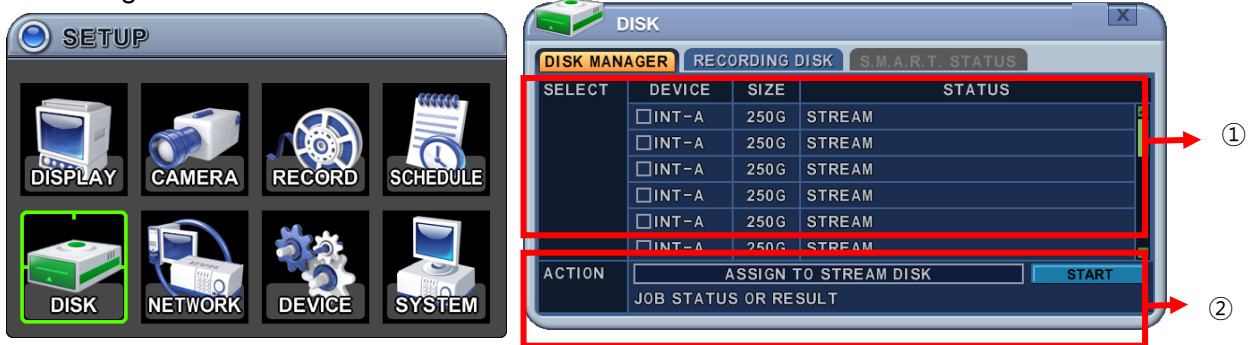 SETUP
DISPLAY CAMERA RECORD SCHEDULE
DISK NETWORK DEVICE SYSTEM
DISK X
DISK MANAGER RECORDING DISK S.M.A.R.T. STATUS
SELECT DEVICE SIZE STATUS
INT-A 250G STREAM
INT-A 250G STREAM
INT-A 250G STREAM
INT-A 250G STREAM
INT-A 250G STREAM
INT-A 250G STREAM
①
ACTION ASSIGN TO STREAM DISK START
JOB STATUS OR RESULT
②